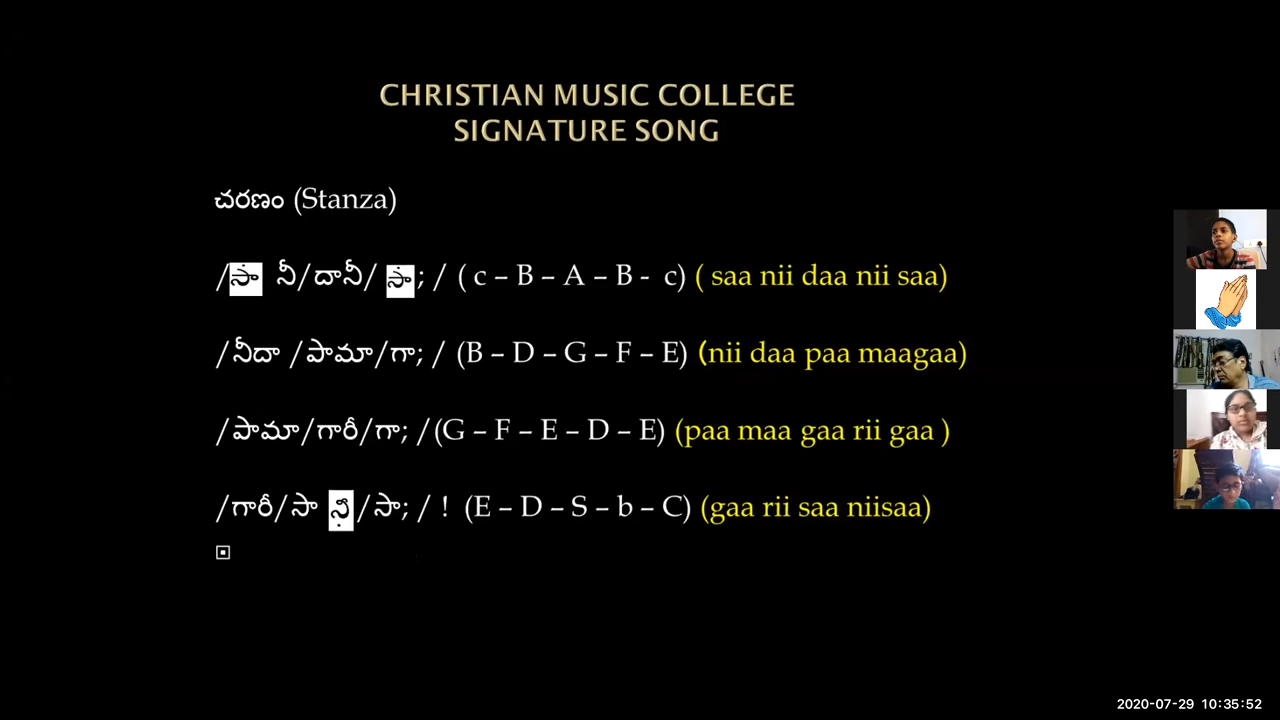 CHRISTIAN MUSIC COLLEGE
SIGNATURE SONG
చరణం (Stanza)
/సాఁ నీ/దానీ/ సాఁ; / ( c – B – A – B - c) ( saa nii daa nii saa)
/నీదా /పామా/గా; / (B – D – G – F – E) (nii daa paa maagaa)
/పామా/గారీ/గా; /(G – F – E – D – E) (paa maa gaa rii gaa )
/గారీ/సా నీ/సా; / ! (E – D – S – b – C) (gaa rii saa niisaa)
2020-07-29 10:35:52